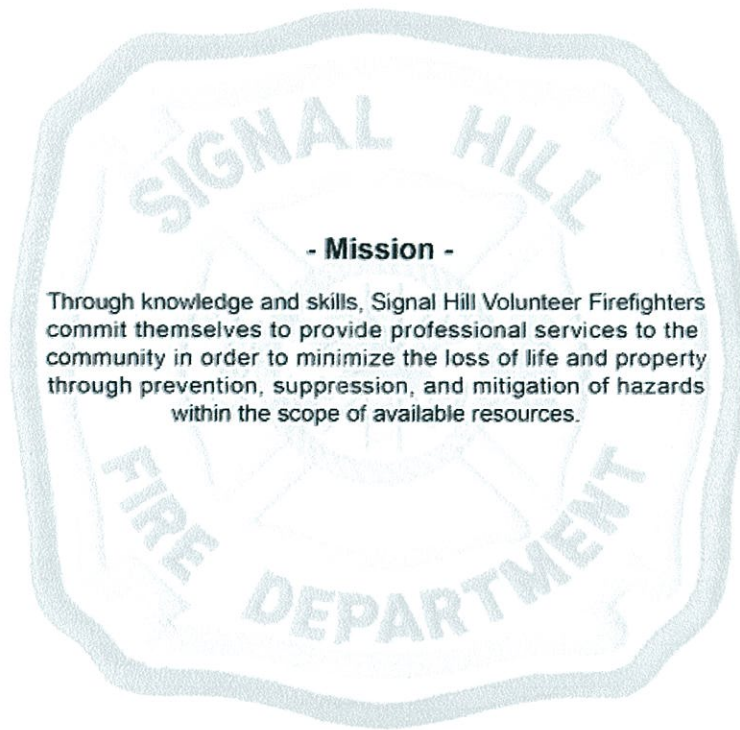 SIGNAL HILL
- Mission -
Through knowledge and skills, Signal Hill Volunteer Firefighters
commit themselves to provide professional services to the
community in order to minimize the loss of life and property
through prevention, suppression, and mitigation of hazards
within the scope of available resources.
FIRE DEPARTMENT